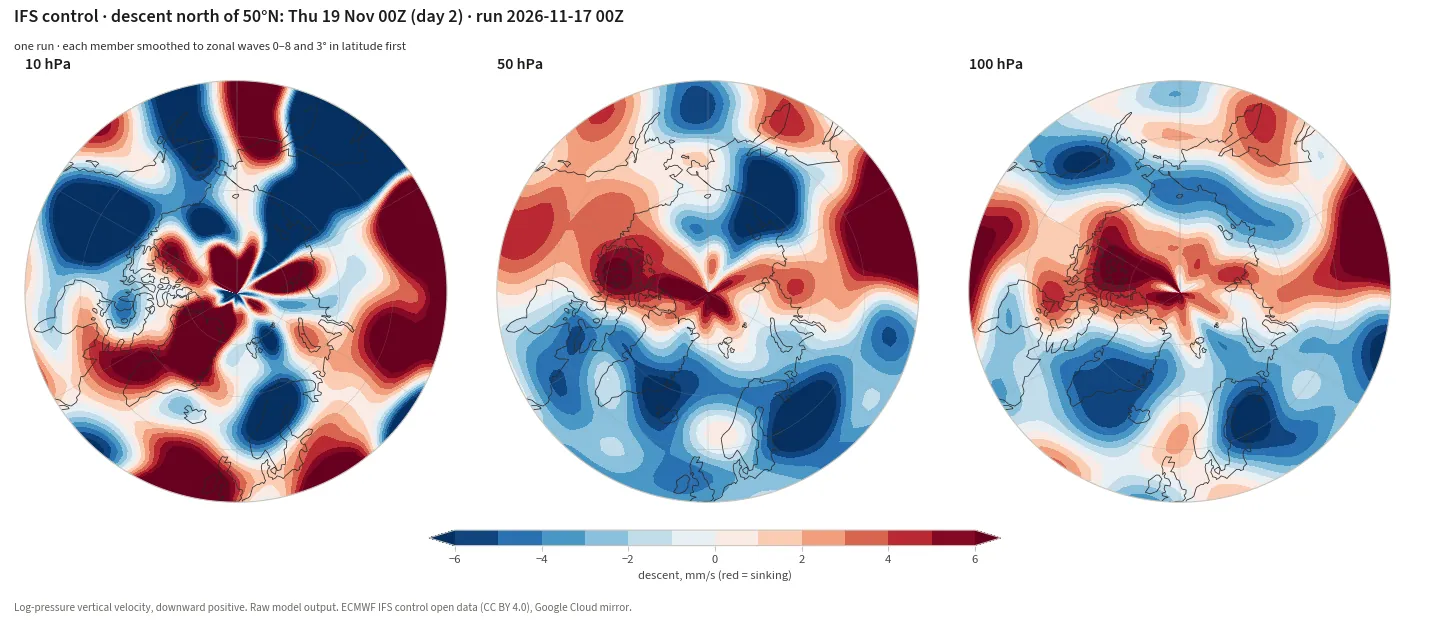 IFS control · descent north of 50°N: Thu 19 Nov 00Z (day 2) · run 2026-11-17 00Z
one run · each member smoothed to zonal waves 0–8 and 3° in latitude first
10 hPa
50 hPa
100 hPa
−6 −4 −2 0 2 4 6
descent, mm/s (red = sinking)
Log-pressure vertical velocity, downward positive. Raw model output. ECMWF IFS control open data (CC BY 4.0), Google Cloud mirror.